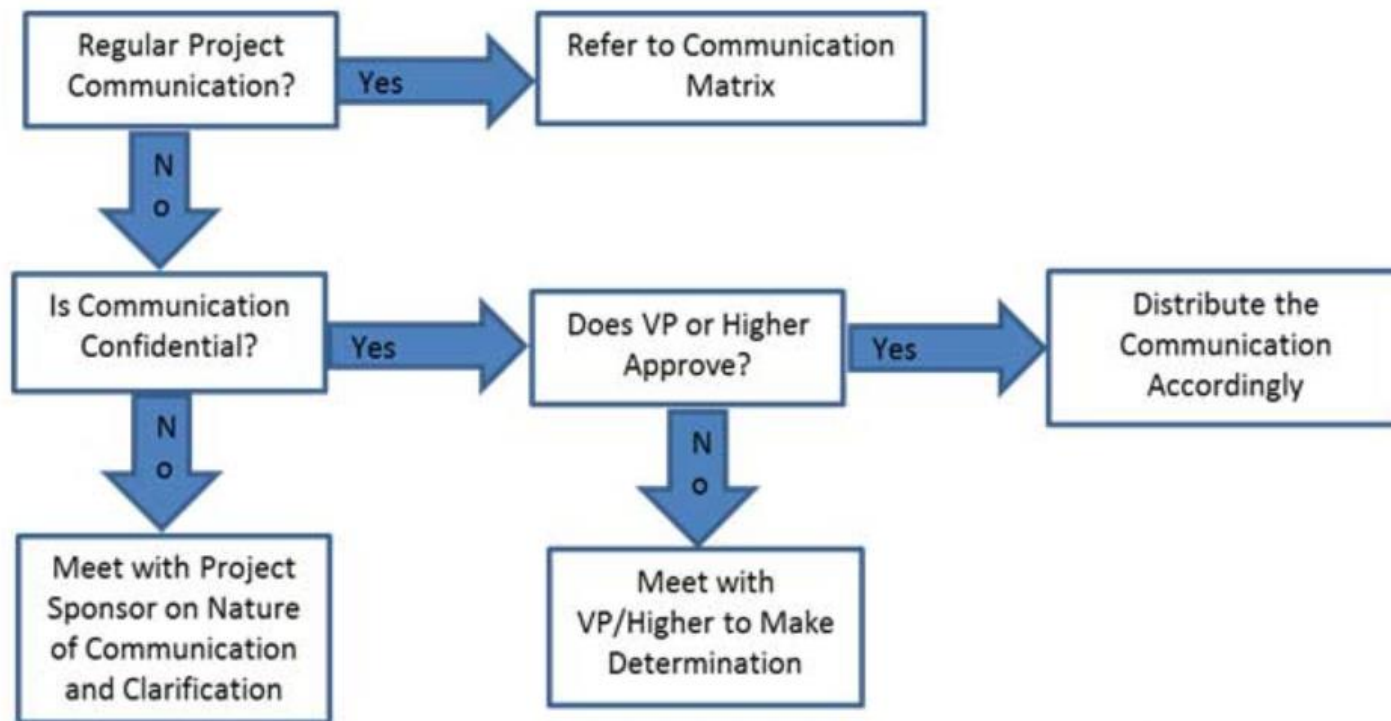 Regular Project
Communication?
Yes
Refer to Communication
Matrix
N
o
Is Communication
Confidential?
Yes
Does VP or Higher
Approve?
Yes
Distribute the
Communication
Accordingly
N
o
N
o
Meet with Project
Sponsor on Nature
of Communication
and Clarification
Meet with
VP/Higher to Make
Determination